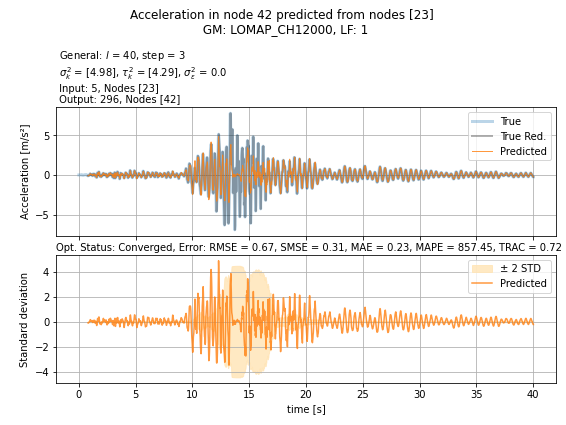 Acceleration in node 42 predicted from nodes [23]
GM: LOMAP_CH12000, LF: 1
General: l = 40, step = 3
σ²ₖ = [4.98], τ²ₖ = [4.29], σ²ε = 0.0
Input: 5, Nodes [23]
Output: 296, Nodes [42]
Acceleration [m/s²]
5
0
−5
True
True Red.
Predicted
Opt. Status: Converged, Error: RMSE = 0.67, SMSE = 0.31, MAE = 0.23, MAPE = 857.45, TRAC = 0.72
Standard deviation
4
2
0
−2
−4
± 2 STD
Predicted
0 5 10 15 20 25 30 35 40
time [s]